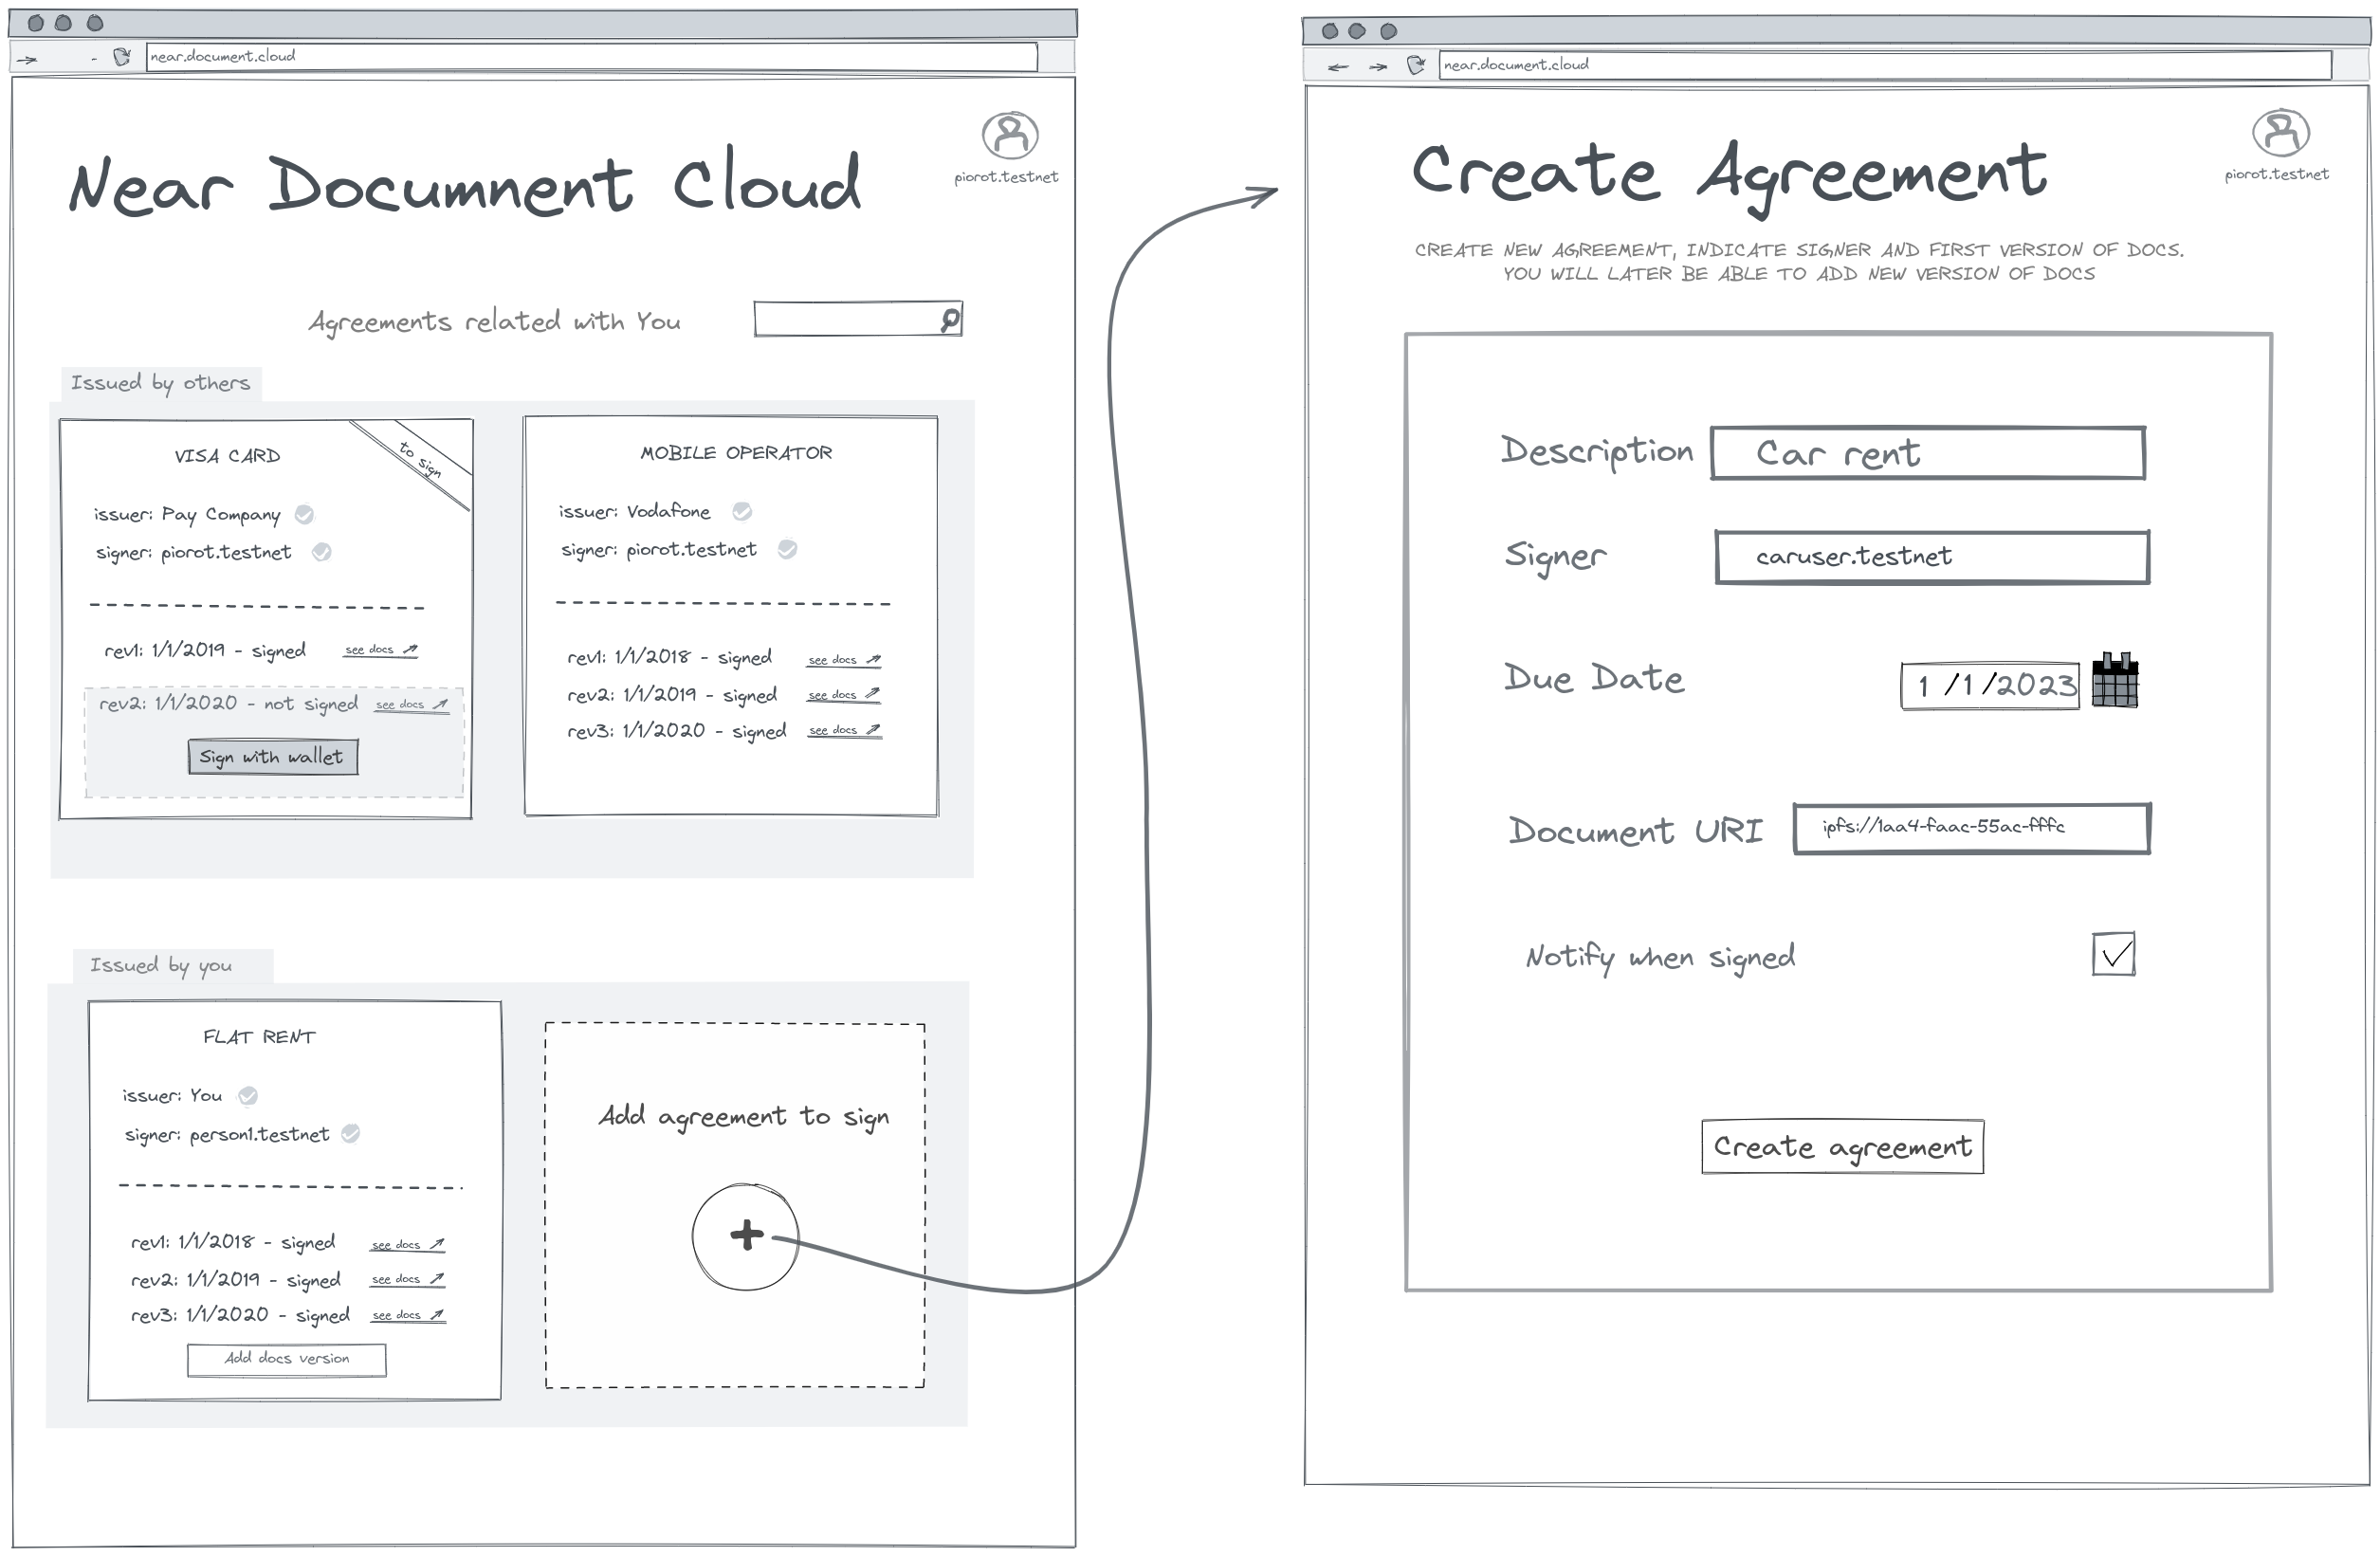 near.document.cloud
piorot.testnet
Near Documnent Cloud
Agreements related with You
Issued by others
VISA CARD
to sign
issuer: Pay Company
signer: piorot.testnet
rev1: 1/1/2019 - signed see docs
rev2: 1/1/2020 - not signed see docs
Sign with wallet
MOBILE OPERATOR
issuer: Vodafone
signer: piorot.testnet
rev1: 1/1/2018 - signed see docs
rev2: 1/1/2019 - signed see docs
rev3: 1/1/2020 - signed see docs
Issued by you
FLAT RENT
issuer: You
signer: person1.testnet
rev1: 1/1/2018 - signed see docs
rev2: 1/1/2019 - signed see docs
rev3: 1/1/2020 - signed see docs
Add docs version
Add agreement to sign
+
near.document.cloud
piorot.testnet
Create Agreement
CREATE NEW AGREEMENT, INDICATE SIGNER AND FIRST VERSION OF DOCS.
YOU WILL LATER BE ABLE TO ADD NEW VERSION OF DOCS
Description Car rent
Signer caruser.testnet
Due Date 1 /1/2023
Document URI ipfs://1aa4-faac-55ac-fffc
Notify when signed
Create agreement